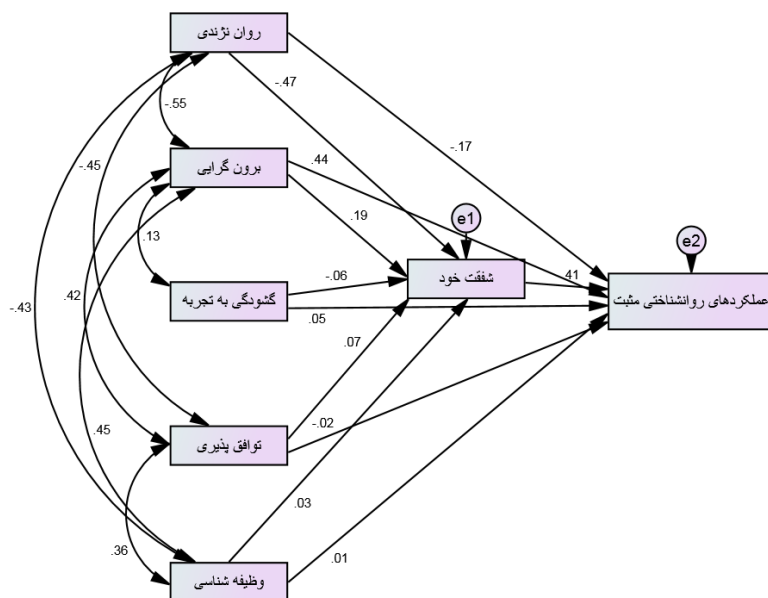 روان نژندی
-.47
-.55
-.17
-.45
.44
برون گرایی
.19
e1
.13
e2
شفقت خود
-.06
.41
-.43
.42
گشودگی به تجربه
عملکردهای روانشناختی مثبت
.05
.07
-.02
توافق پذیری
.45
.03
.36
.01
وظیفه شناسی